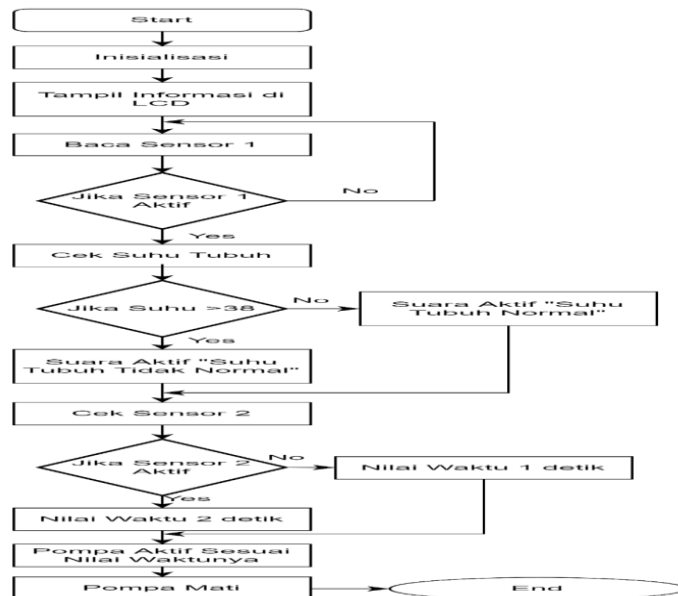 Start
Inisialisasi
Tampil Informasi di
LCD
Baca Sensor 1
Jika Sensor 1
Aktif
No
Yes
Cek Suhu Tubuh
Jika Suhu >38
No
Suara Aktif "Suhu
Tubuh Normal"
Yes
Suara Aktif "Suhu
Tubuh Tidak Normal"
Cek Sensor 2
Jika Sensor 2
Aktif
No
Nilai Waktu 1 detik
Yes
Nilai Waktu 2 detik
Pompa Aktif Sesuai
Nilai Waktunya
Pompa Mati
End